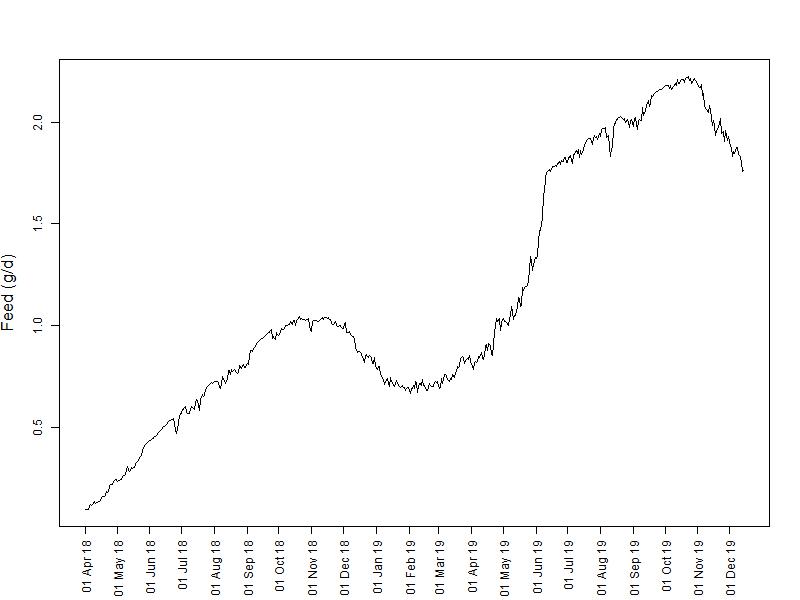 Feed (g/d)
2.0
1.5
1.0
0.5
01 Apr 18
01 May 18
01 Jun 18
01 Jul 18
01 Aug 18
01 Sep 18
01 Oct 18
01 Nov 18
01 Dec 18
01 Jan 19
01 Feb 19
01 Mar 19
01 Apr 19
01 May 19
01 Jun 19
01 Jul 19
01 Aug 19
01 Sep 19
01 Oct 19
01 Nov 19
01 Dec 19